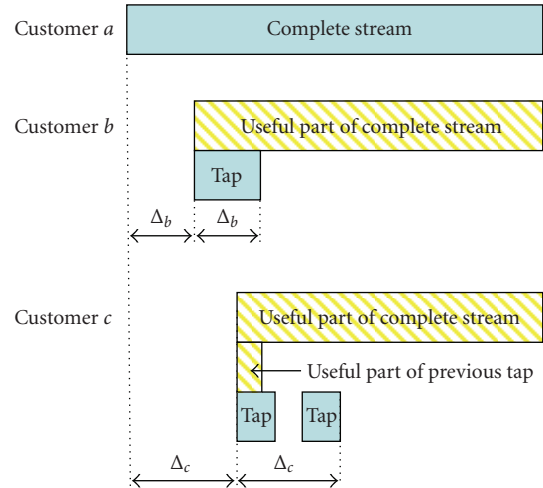 Customer a
Complete stream
Customer b
Useful part of complete stream
Tap
Δb
Δb
Customer c
Useful part of complete stream
Useful part of previous tap
Tap
Tap
Δc
Δc